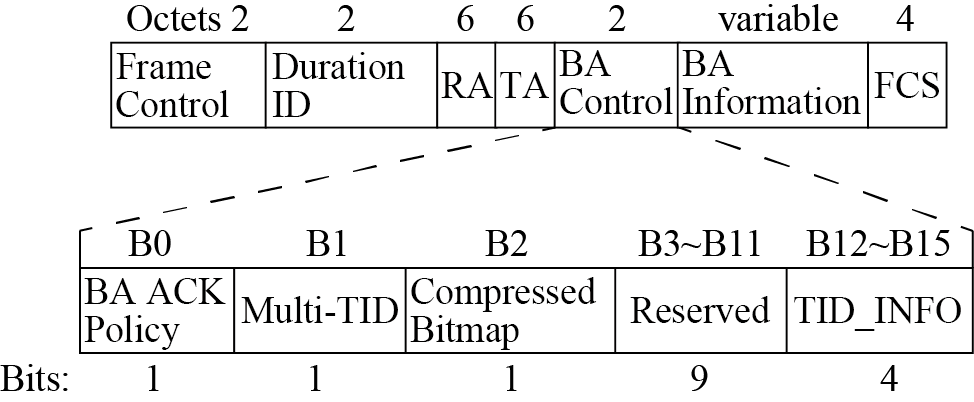 Octets 2 2 6 6 2 variable 4
Frame Control Duration ID RA TA BA Control BA Information FCS
B0 B1 B2 B3~B11 B12~B15
BA ACK Policy Multi-TID Compressed Bitmap Reserved TID_INFO
Bits: 1 1 1 9 4